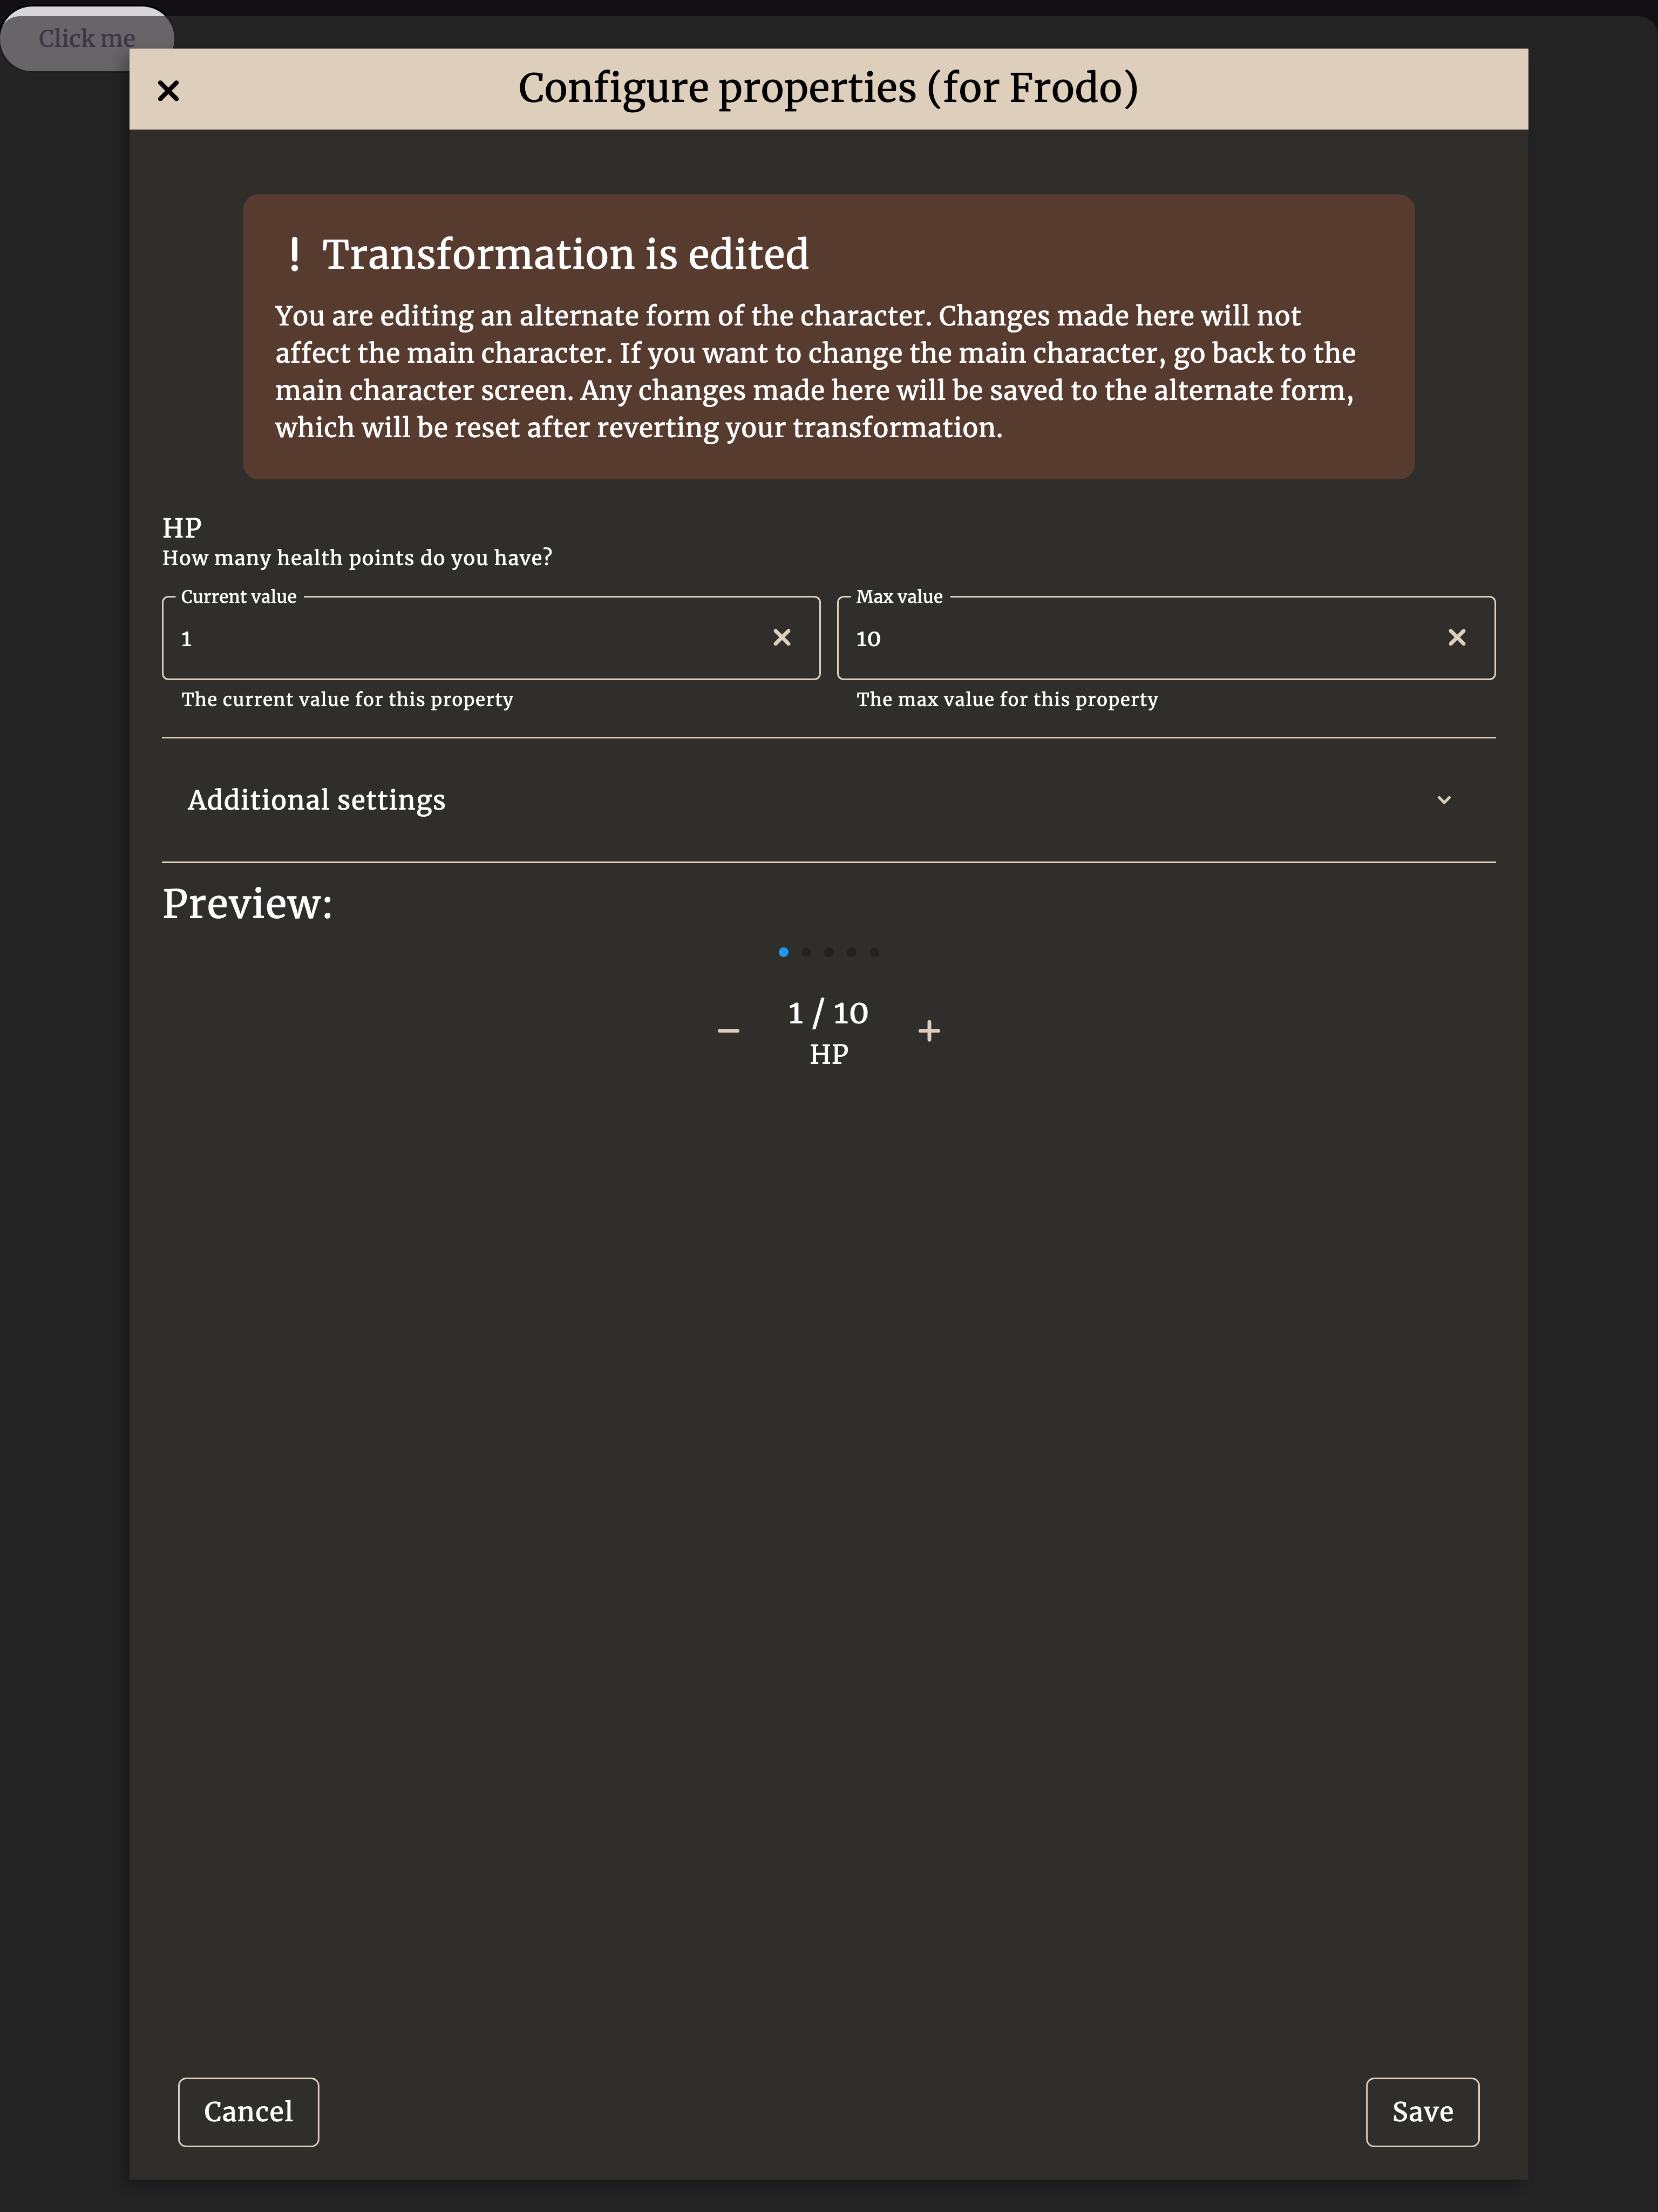 Click me
Configure properties (for Frodo)
! Transformation is edited
You are editing an alternate form of the character. Changes made here will not
affect the main character. If you want to change the main character, go back to the
main character screen. Any changes made here will be saved to the alternate form,
which will be reset after reverting your transformation.
HP
How many health points do you have?
Current value
1
The current value for this property
Max value
10
The max value for this property
Additional settings
Preview:
1 / 10
HP
Cancel
Save